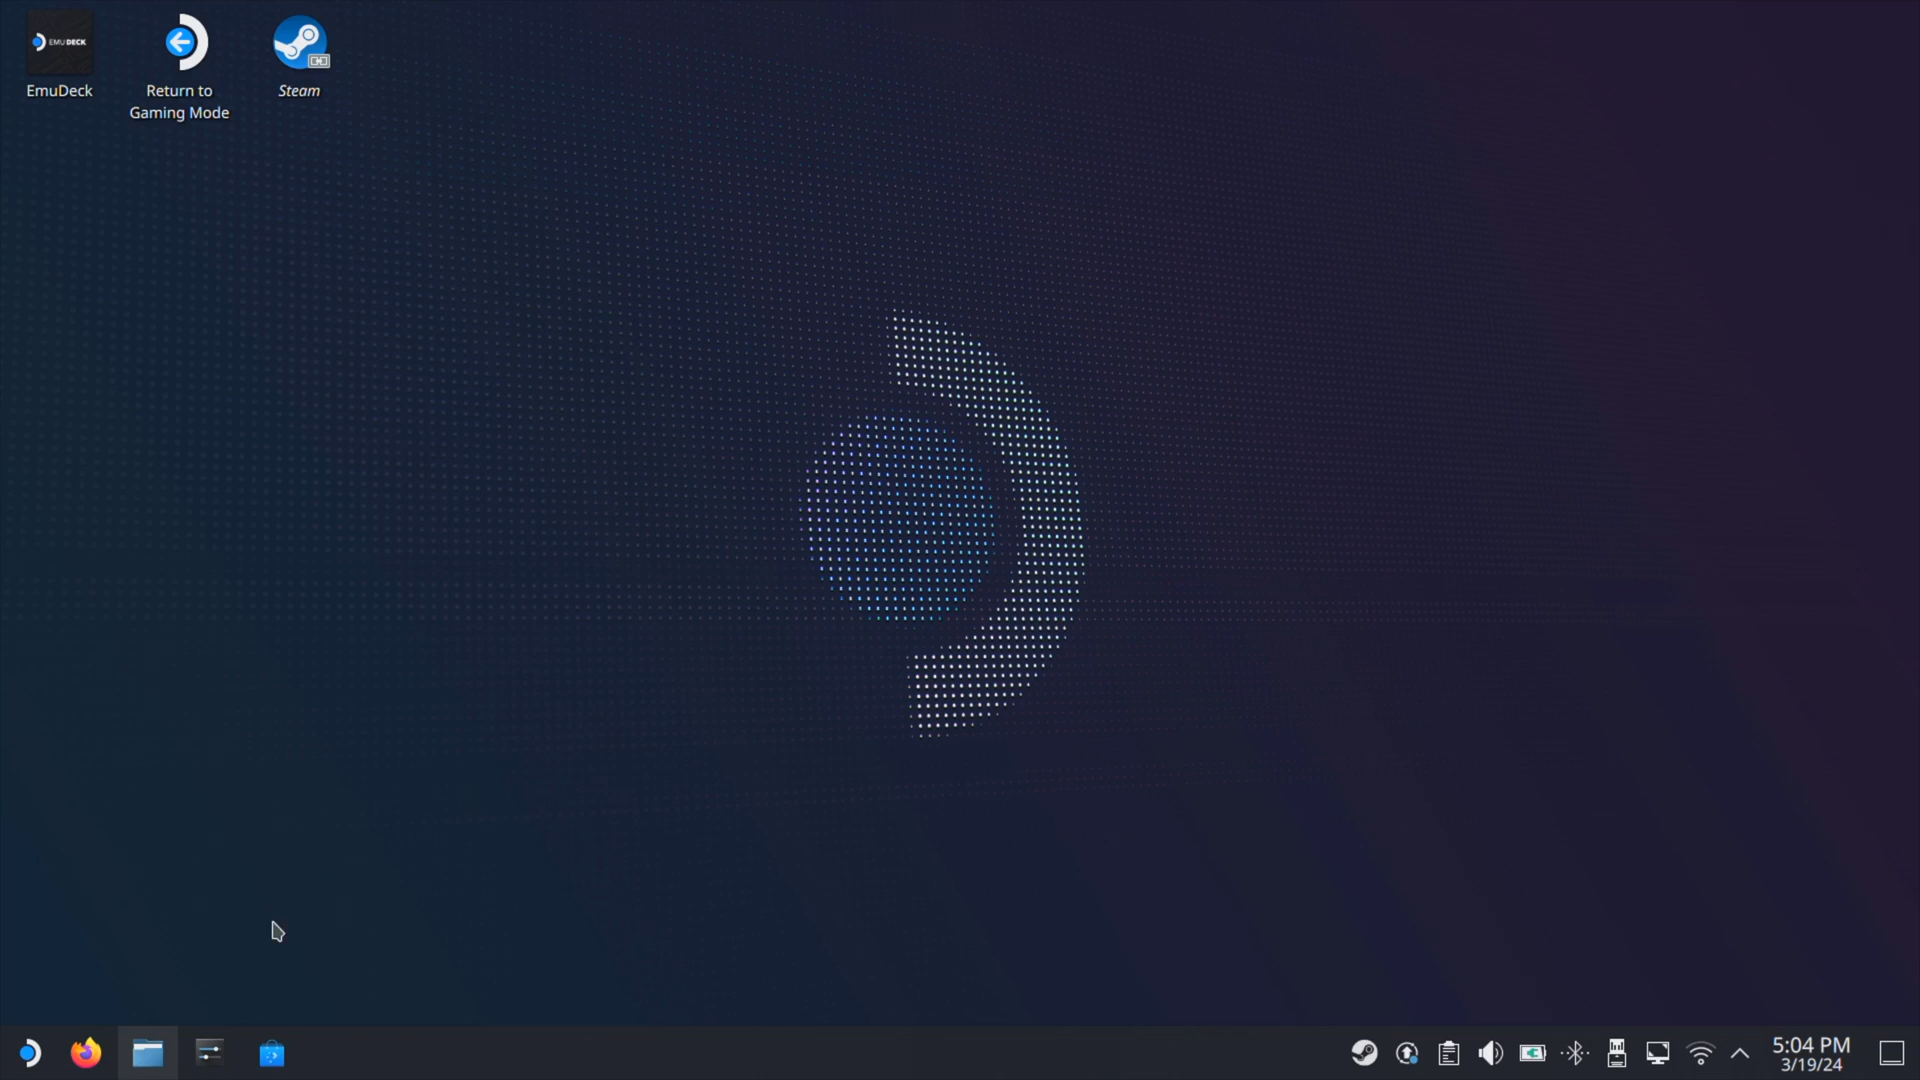 EMUDECK
EmuDeck
Return to
Gaming Mode
Steam
5:04 PM
3/19/24